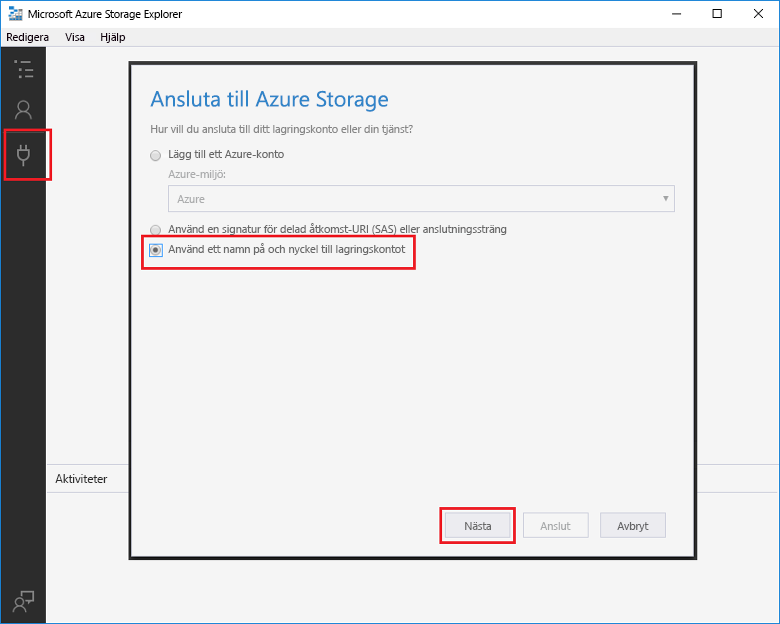 Microsoft Azure Storage Explorer
Redigera Visa Hjälp
Ansluta till Azure Storage
Hur vill du ansluta till ditt lagringskonto eller din tjänst?
Lägg till ett Azure-konto
Azure-miljö:
Azure
Använd en signatur för delad åtkomst-URI (SAS) eller anslutningssträng
Använd ett namn på och nyckel till lagringskontot
Aktiviteter
Nästa Anslut Avbryt